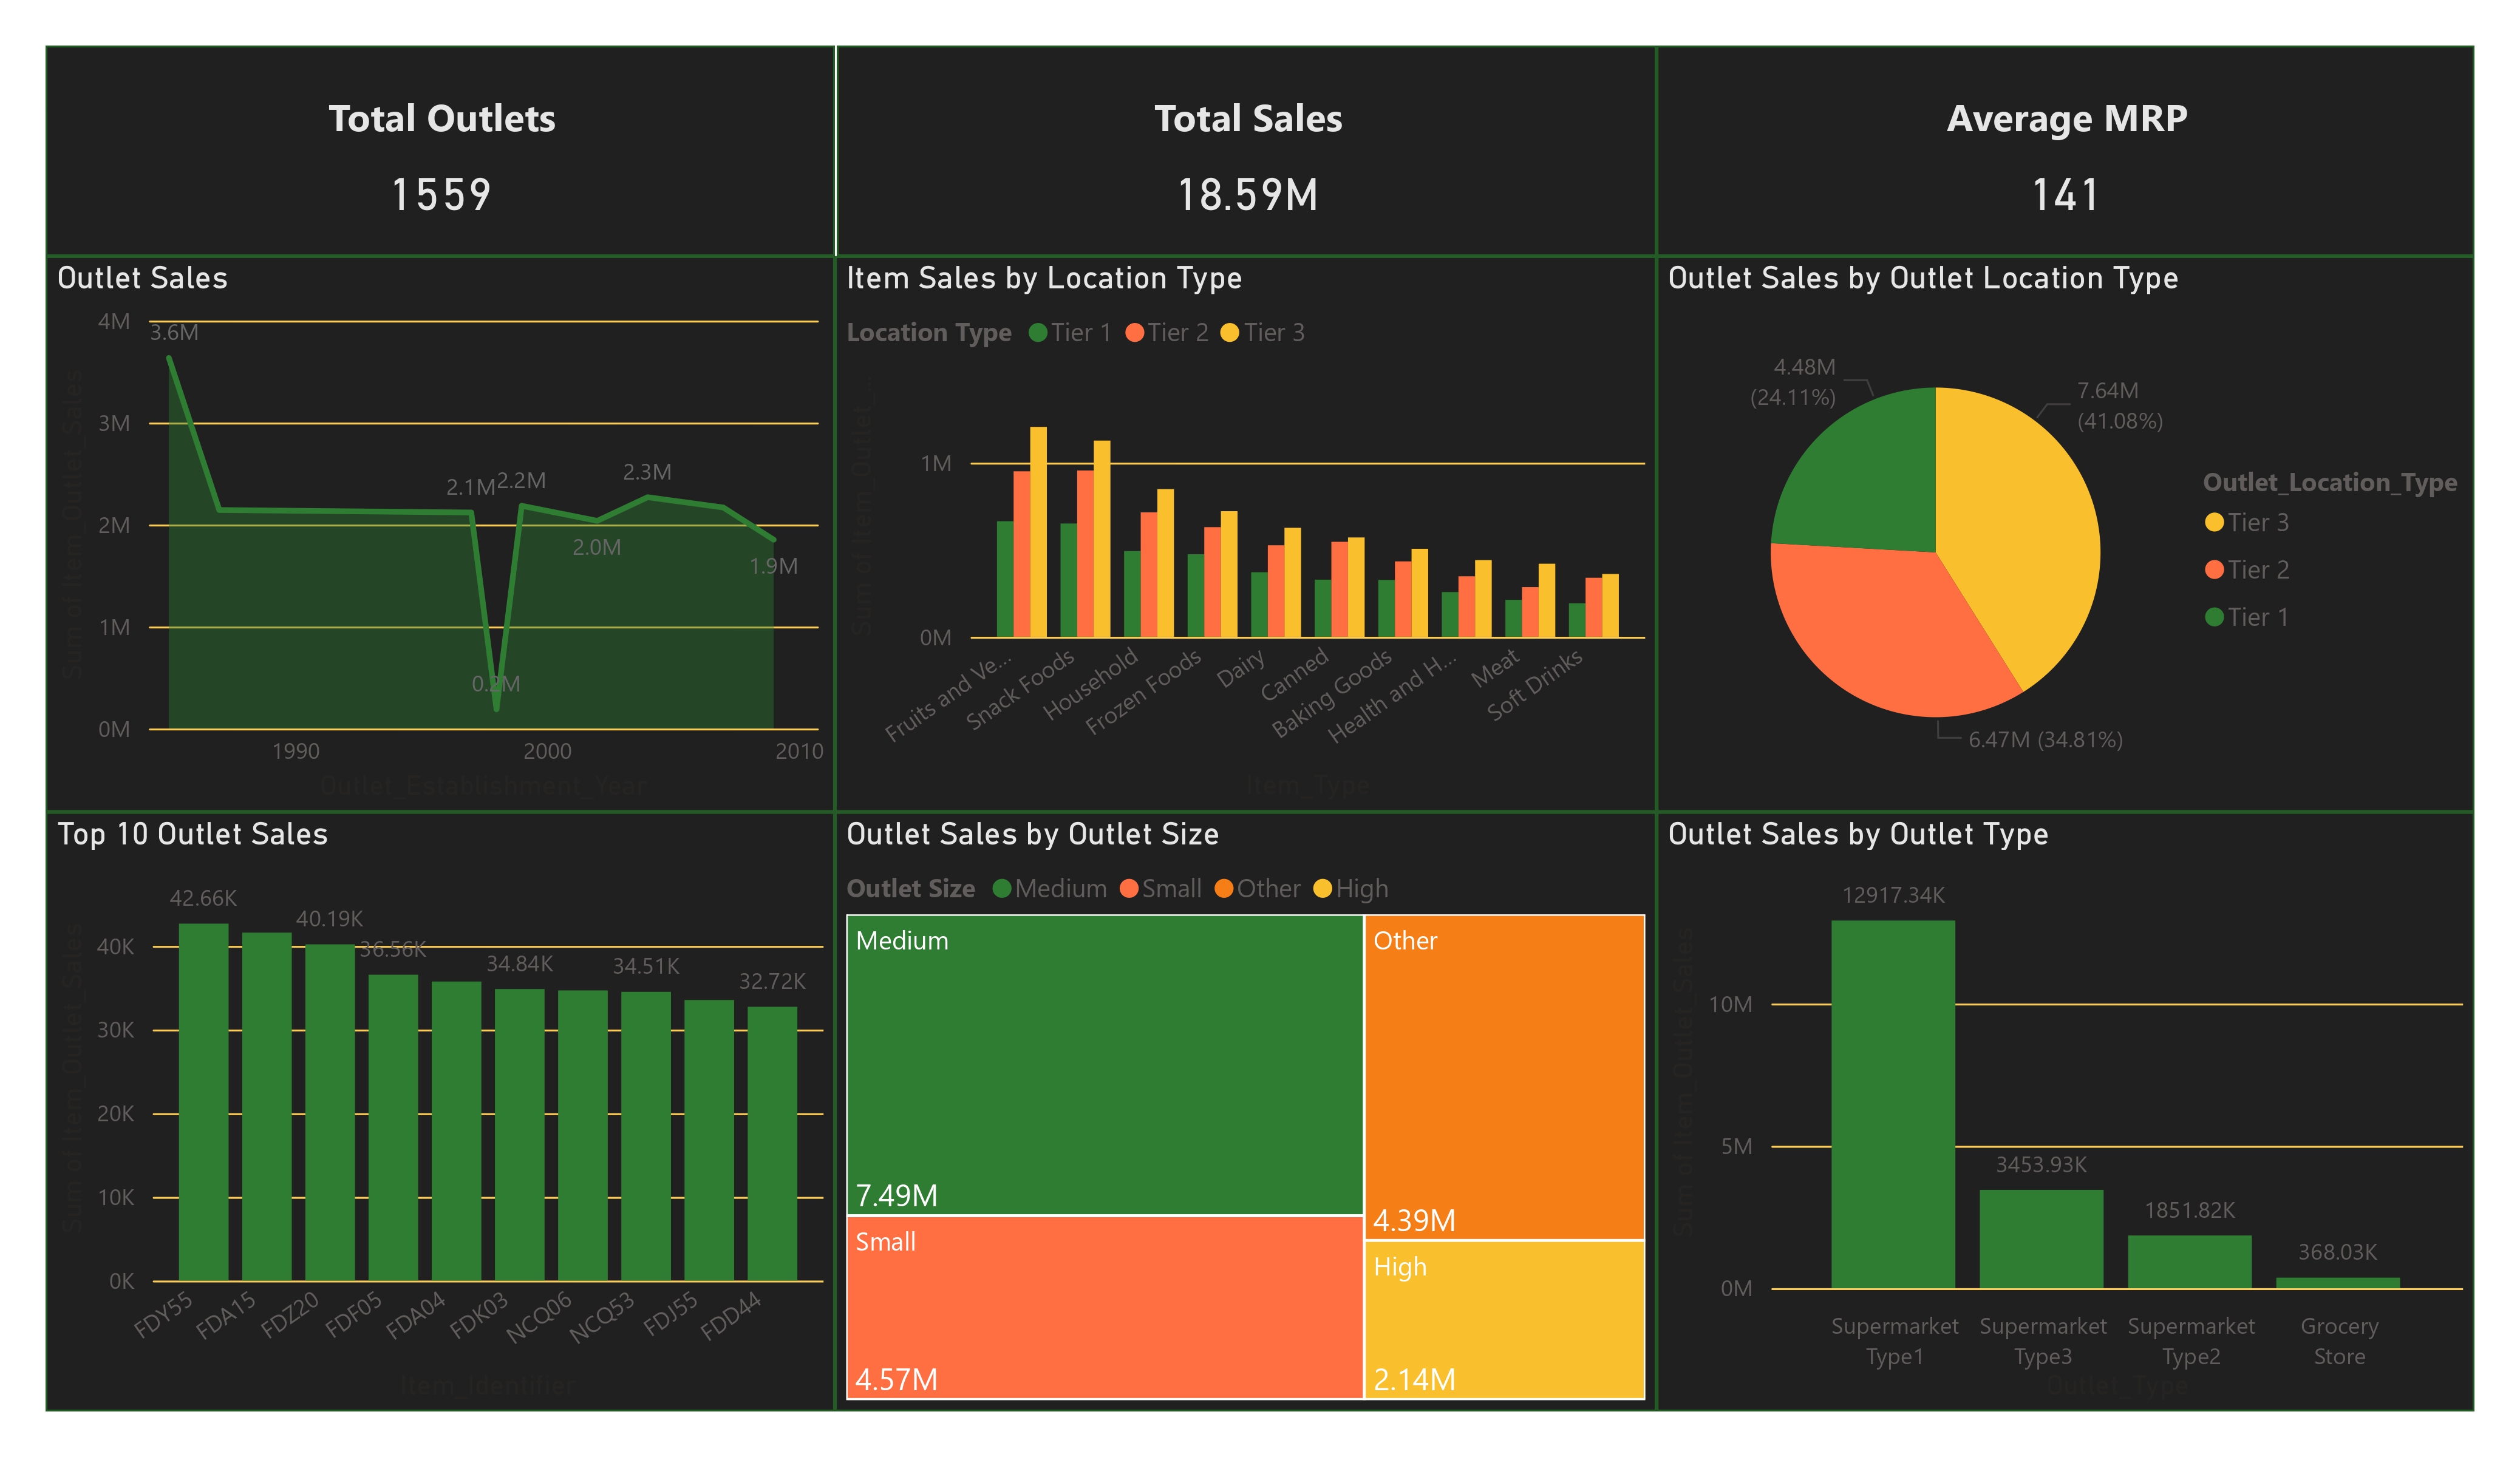 Total Outlets
1559
Total Sales
18.59M
Average MRP
141
Outlet Sales
4M
3M
2M
1M
0M
3.6M
2.1M
2.2M
2.3M
2.0M
1.9M
0.2M
1990
2000
2010
Sum of Item_Outlet_Sales
Outlet_Establishment_Year
Item Sales by Location Type
Location Type
Tier 1
Tier 2
Tier 3
1M
0M
Sum of Item_Outlet_...
Fruits and Ve...
Snack Foods
Household
Frozen Foods
Dairy
Canned
Baking Goods
Health and H...
Meat
Soft Drinks
Item_Type
Outlet Sales by Outlet Location Type
4.48M
(24.11%)
7.64M
(41.08%)
6.47M (34.81%)
Outlet_Location_Type
Tier 3
Tier 2
Tier 1
Top 10 Outlet Sales
42.66K
40.19K
36.56K
34.84K
34.51K
32.72K
40K
30K
20K
10K
0K
Sum of Item_Outlet_Sales
FDY55
FDA15
FDZ20
FDF05
FDA04
FDK03
NCQ06
NCQ53
FDJ55
FDD44
Item_Identifier
Outlet Sales by Outlet Size
Outlet Size
Medium
Small
Other
High
Medium
7.49M
Other
4.39M
Small
4.57M
High
2.14M
Outlet Sales by Outlet Type
12917.34K
3453.93K
1851.82K
368.03K
10M
5M
0M
Sum of Item_Outlet_Sales
Supermarket
Type1
Supermarket
Type3
Supermarket
Type2
Grocery
Store
Outlet_Type